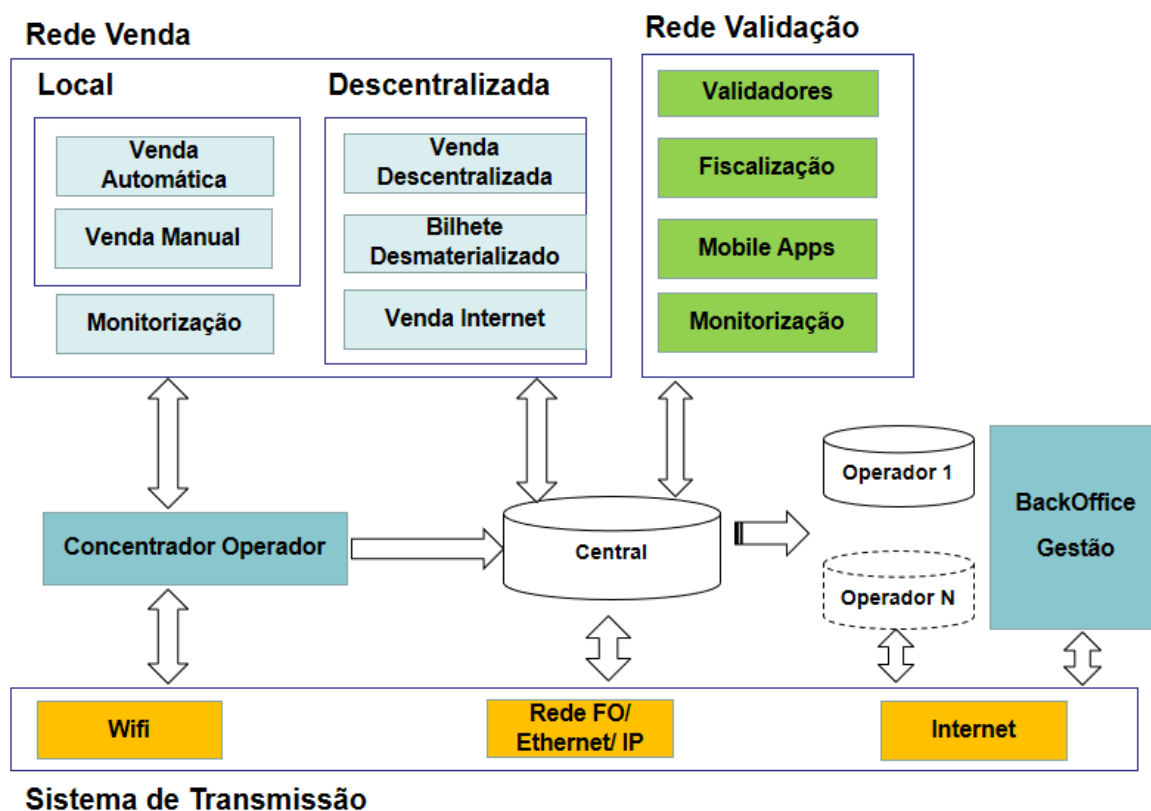 Rede Venda
Rede Validação
Local
Descentralizada
Venda
Automática
Venda Manual
Monitorização
Venda
Descentralizada
Bilhete
Desmaterializado
Venda Internet
Validadores
Fiscalização
Mobile Apps
Monitorização
Concentrador Operador
Central
Operador 1
Operador N
BackOffice
Gestão
Wifi
Rede FO/
Ethernet/ IP
Internet
Sistema de Transmissão